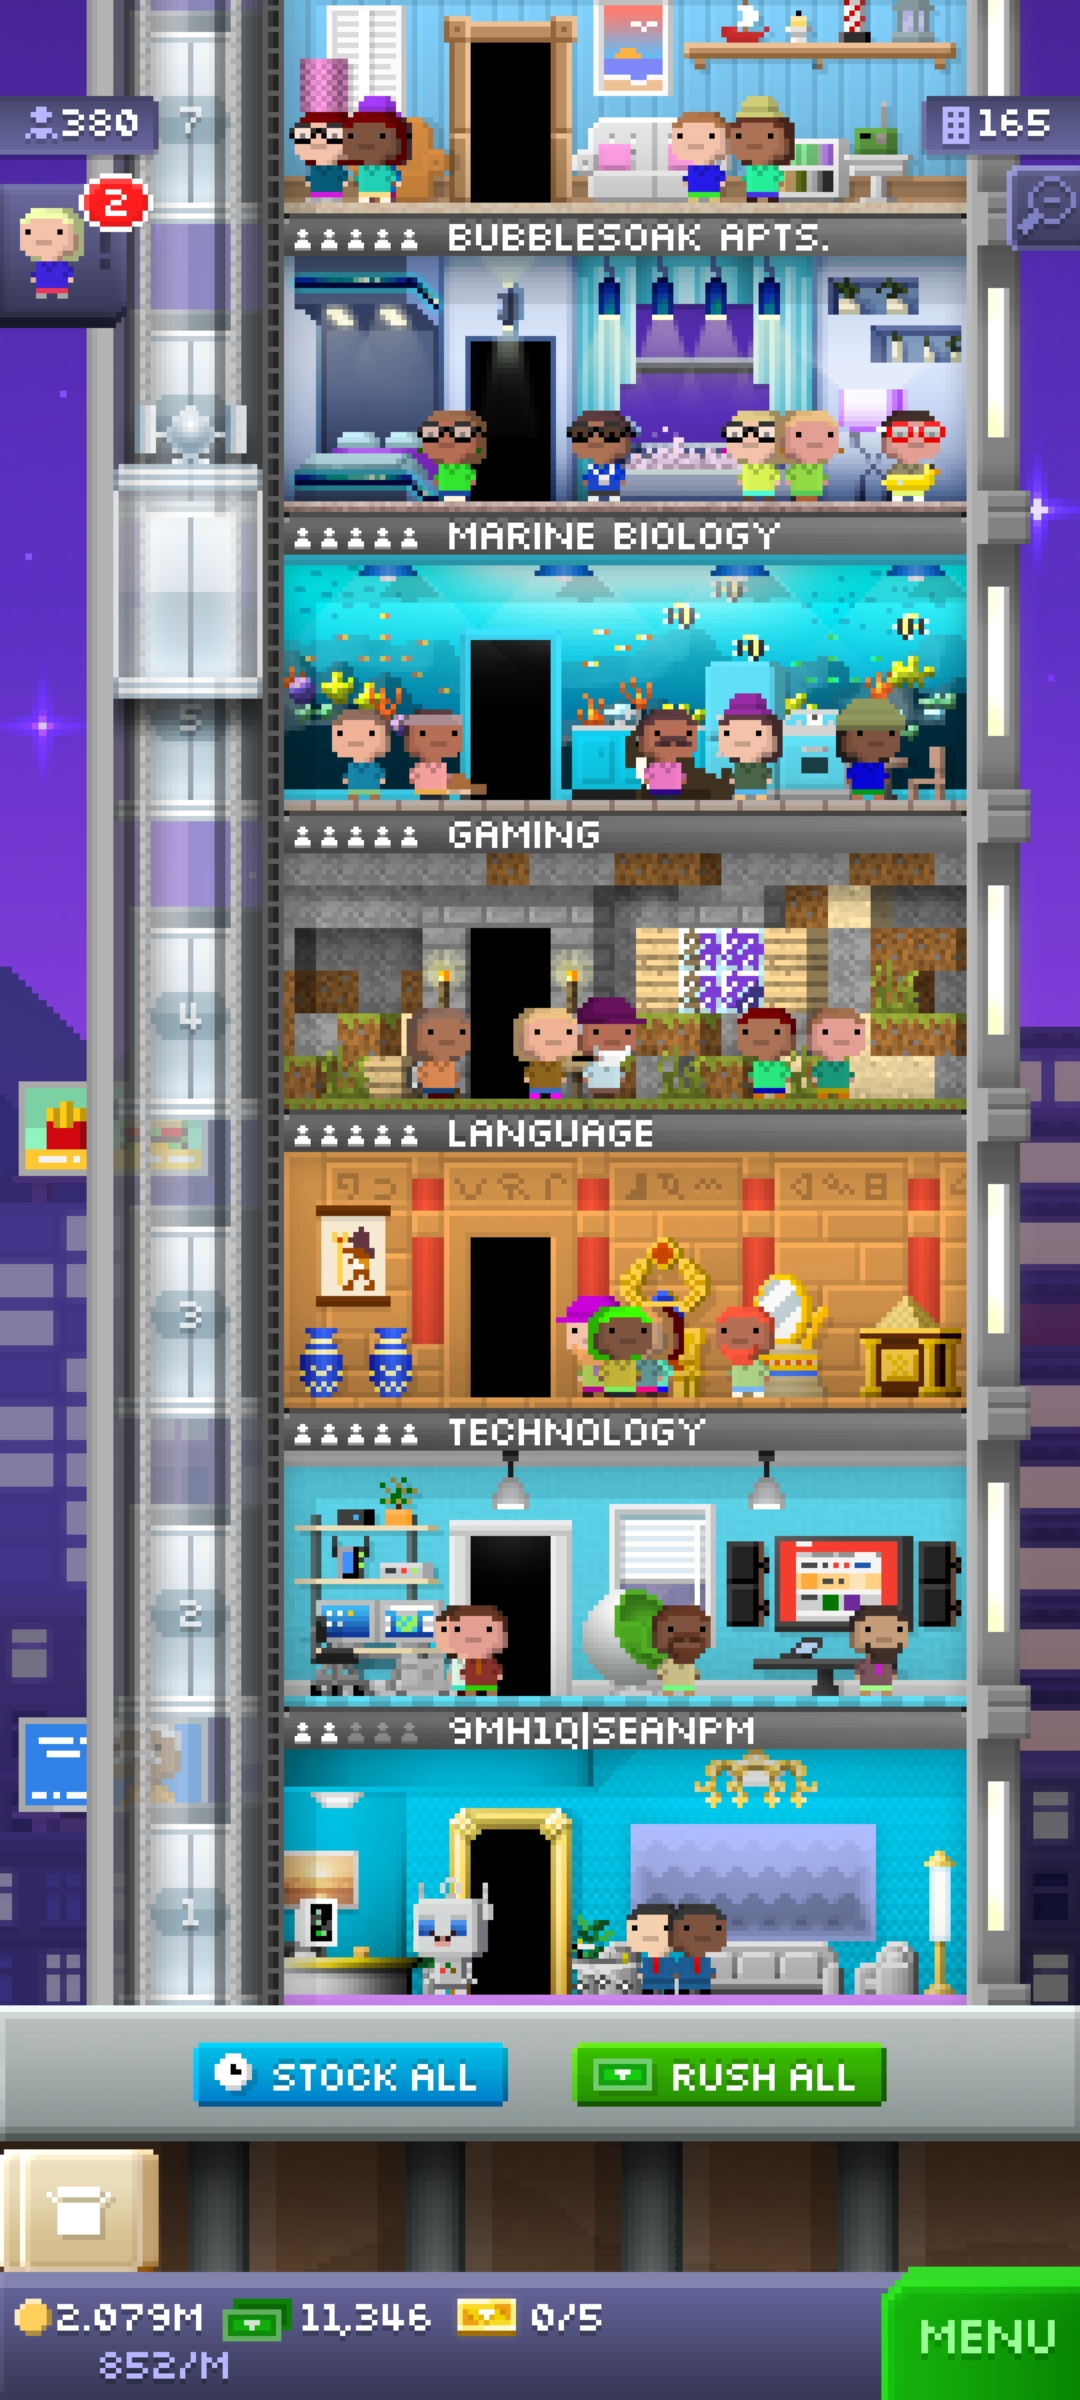 7
380
165
2
BUBBLESOAK APTS.
MARINE BIOLOGY
5
GAMING
4
LANGUAGE
3
TECHNOLOGY
2
9MH1Q|SEANPM
1
STOCK ALL
RUSH ALL
2.079M
11,346
0/5
852/M
MENU